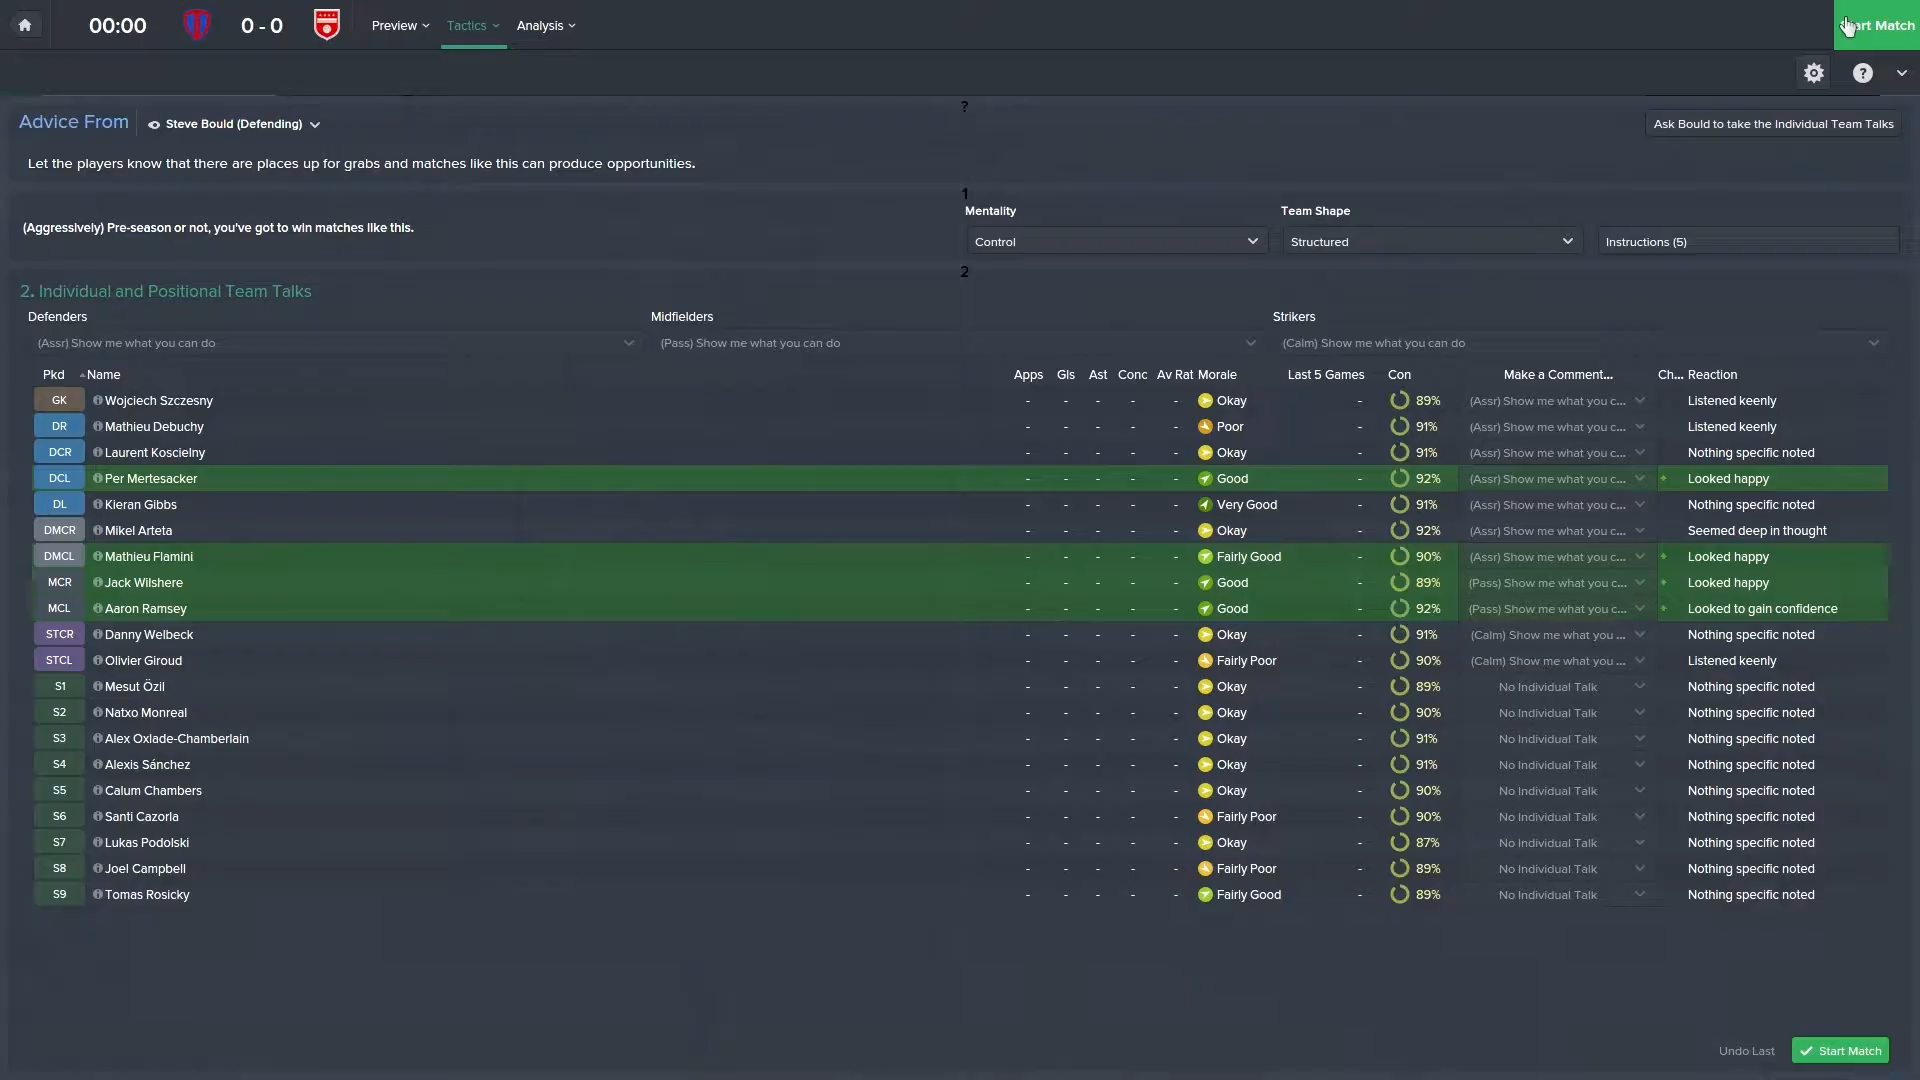 00:00
0 - 0
Preview
Tactics
Analysis
art Match
?
Advice From
Steve Bould (Defending)
?
Ask Bould to take the Individual Team Talks
Let the players know that there are places up for grabs and matches like this can produce opportunities.
1
Mentality
Team Shape
(Aggressively) Pre-season or not, you've got to win matches like this.
Control
Structured
Instructions (5)
2
2. Individual and Positional Team Talks
Defenders
Midfielders
Strikers
(Assr) Show me what you can do
(Pass) Show me what you can do
(Calm) Show me what you can do
Pkd Name Apps Gls Ast Conc Av Rat Morale Last 5 Games Con Make a Comment... Ch... Reaction
GK Wojciech Szczesny - - - - - Okay - 89% (Assr) Show me what you c... Listened keenly
DR Mathieu Debuchy - - - - - Poor - 91% (Assr) Show me what you c... Listened keenly
DCR Laurent Koscielny - - - - - Okay - 91% (Assr) Show me what you c... Nothing specific noted
DCL Per Mertesacker - - - - - Good - 92% (Assr) Show me what you c... + Looked happy
DL Kieran Gibbs - - - - - Very Good - 91% (Assr) Show me what you c... Nothing specific noted
DMCR Mikel Arteta - - - - - Okay - 92% (Assr) Show me what you c... Seemed deep in thought
DMCL Mathieu Flamini - - - - - Fairly Good - 90% (Assr) Show me what you c... + Looked happy
MCR Jack Wilshere - - - - - Good - 89% (Pass) Show me what you c... + Looked happy
MCL Aaron Ramsey - - - - - Good - 92% (Pass) Show me what you c... + Looked to gain confidence
STCR Danny Welbeck - - - - - Okay - 91% (Calm) Show me what you ... Nothing specific noted
STCL Olivier Giroud - - - - - Fairly Poor - 90% (Calm) Show me what you ... Listened keenly
S1 Mesut Özil - - - - - Okay - 89% No Individual Talk Nothing specific noted
S2 Natxo Monreal - - - - - Okay - 90% No Individual Talk Nothing specific noted
S3 Alex Oxlade-Chamberlain - - - - - Okay - 91% No Individual Talk Nothing specific noted
S4 Alexis Sánchez - - - - - Okay - 91% No Individual Talk Nothing specific noted
S5 Calum Chambers - - - - - Okay - 90% No Individual Talk Nothing specific noted
S6 Santi Cazorla - - - - - Fairly Poor - 90% No Individual Talk Nothing specific noted
S7 Lukas Podolski - - - - - Okay - 87% No Individual Talk Nothing specific noted
S8 Joel Campbell - - - - - Fairly Poor - 89% No Individual Talk Nothing specific noted
S9 Tomas Rosicky - - - - - Fairly Good - 89% No Individual Talk Nothing specific noted
Undo Last
Start Match